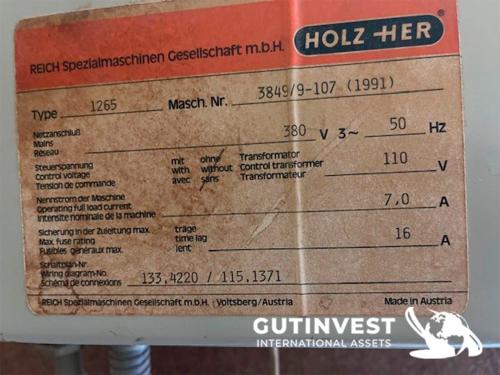 REICH Spezialmaschinen Gesellschaft m.b.H. HOLZ-HER®
Type 1265 Masch. Nr. 3849/9-107 (1991)
Netzanschluß
Mains 380 V 3~ 50 Hz
Réseau
Steuerspannung mit ohne Transformator
Control voltage with without Control transformer 110 V
Tension de commande avec sans Transformateur
Nennstrom der Maschine
Operating full load current 7,0 A
Intensite nominale de la machine
Sicherung in der Zuleitung max. träge
Max. fuse rating time lag 16 A
Fusibles généraux max. lent
Schaltplan-Nr.
Wiring diagram-No. 133.4220 / 115.1371
Schéma de connexions
REICH Spezialmaschinen Gesellschaft m.b.H. Voitsberg/Austria Made in Austria
GUTINVEST
INTERNATIONAL ASSETS